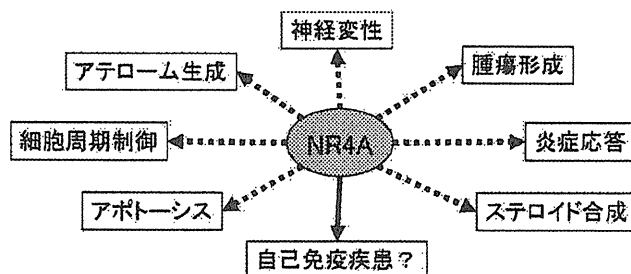 神経変性
アテローム生成
腫瘍形成
細胞周期制御
NR4A
炎症応答
アポトーシス
ステロイド合成
自己免疫疾患？